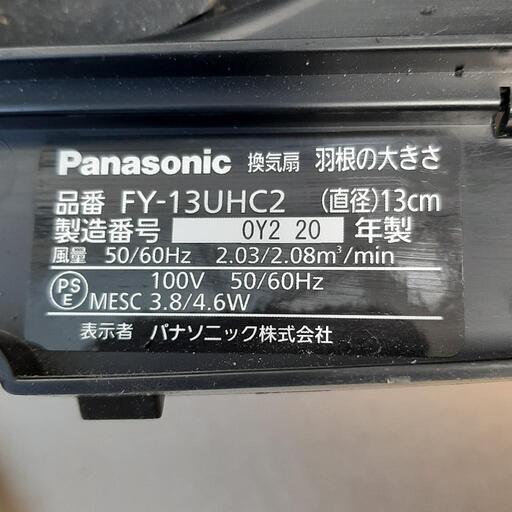 Panasonic 換気扇 羽根の大きさ
品番 FY-13UHC2 (直径)13cm
製造番号 0Y2 20 年製
風量 50/60Hz 2.03/2.08m³/min
PSE 100V 50/60Hz
MESC 3.8/4.6W
表示者 パナソニック株式会社